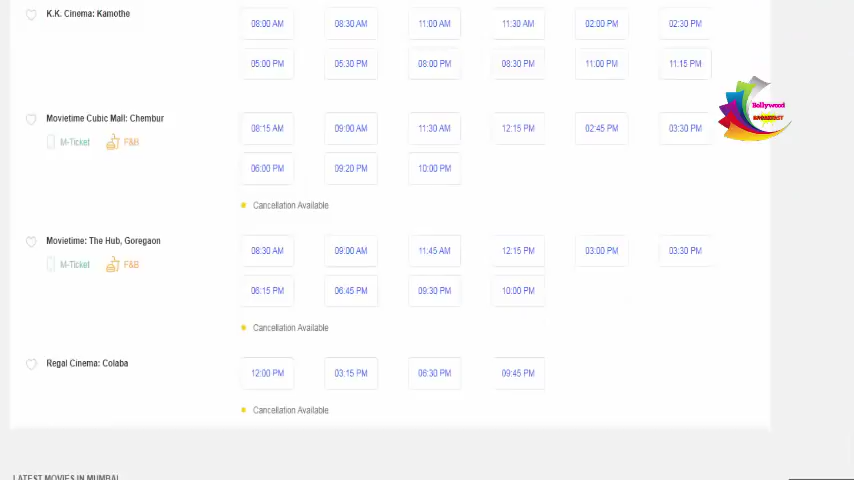 K.K. Cinema: Kamothe
08:00 AM 08:30 AM 11:00 AM 11:30 AM 02:00 PM 02:30 PM
05:00 PM 05:30 PM 08:00 PM 08:30 PM 11:00 PM 11:15 PM
Bollywood
Movietime Cubic Mall: Chembur
08:15 AM 09:00 AM 11:30 AM 12:15 PM 02:45 PM 03:30 PM
M-Ticket F&B
06:00 PM 09:20 PM 10:00 PM
Cancellation Available
Movietime: The Hub, Goregaon
08:30 AM 09:00 AM 11:45 AM 12:15 PM 03:00 PM 03:30 PM
M-Ticket F&B
06:15 PM 06:45 PM 09:30 PM 10:00 PM
Cancellation Available
Regal Cinema: Colaba
12:00 PM 03:15 PM 06:30 PM 09:45 PM
Cancellation Available
LATEST MOVIES IN MUMBAI